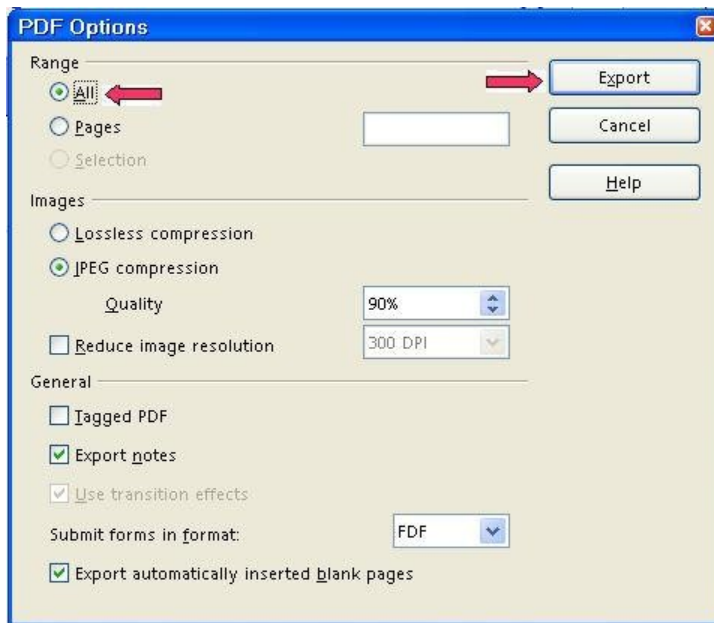 PDF Options
Range
All
Export
Pages
Cancel
Selection
Help
Images
Lossless compression
JPEG compression
Quality
90%
Reduce image resolution
300 DPI
General
Tagged PDF
Export notes
Use transition effects
Submit forms in format:
FDF
Export automatically inserted blank pages